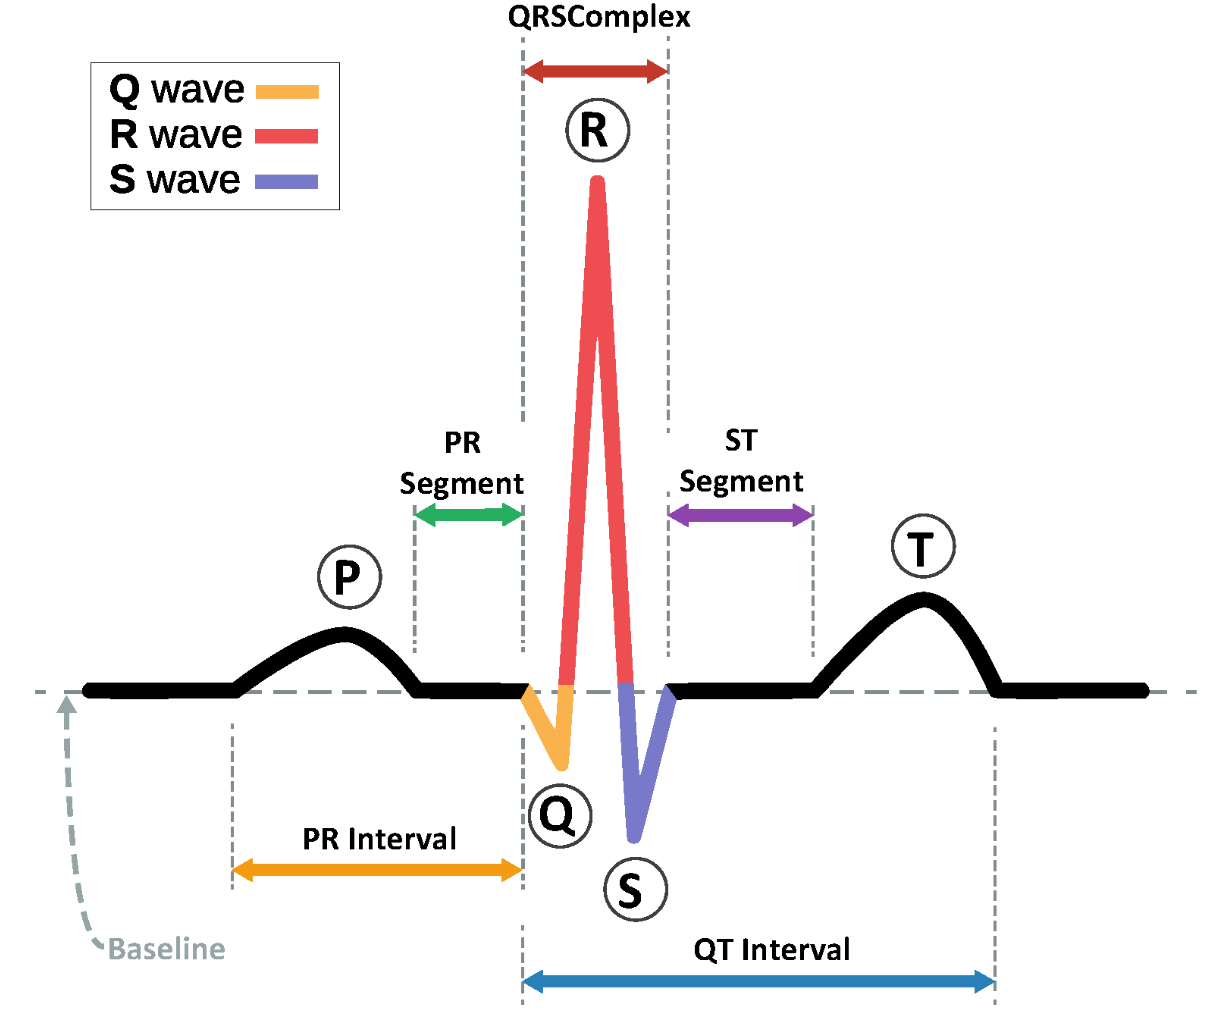 QRSComplex
Q wave
R wave
S wave
R
PR
Segment
ST
Segment
P
T
Q
PR Interval
S
Baseline
QT Interval